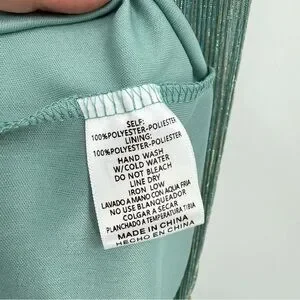 SELF:
100%POLYESTER-POLIESTER
LINING:
100%POLYESTER-POLIESTER
HAND WASH
W/COLD WATER
DO NOT BLEACH
LINE DRY
IRON LOW
LAVADO A MANO CON AQUA FRIA
NO USE BLANQUEADOR
COLGAR A SECAR
PLANCHADO A TEMPERATURA TIBIA
MADE IN CHINA
HECHO EN CHINA